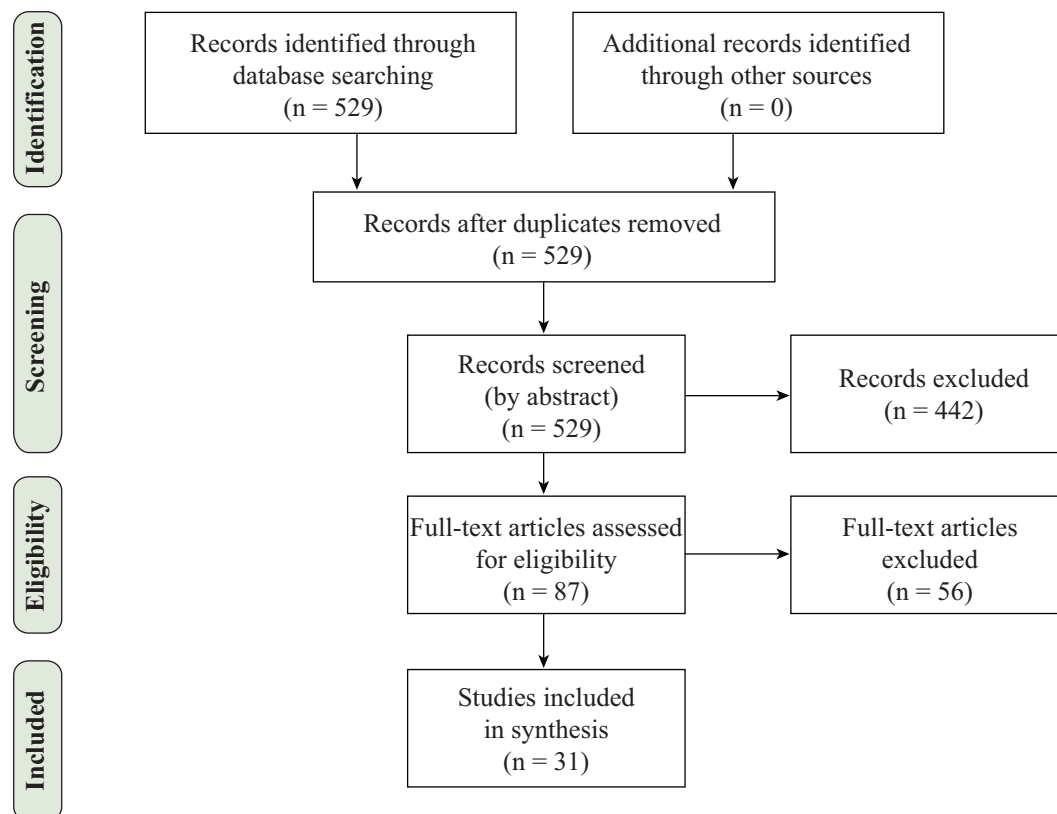 Identification
Records identified through
database searching
(n = 529)
Additional records identified
through other sources
(n = 0)
Screening
Records after duplicates removed
(n = 529)
Records screened
(by abstract)
(n = 529)
Records excluded
(n = 442)
Eligibility
Full-text articles assessed
for eligibility
(n = 87)
Full-text articles
excluded
(n = 56)
Included
Studies included
in synthesis
(n = 31)